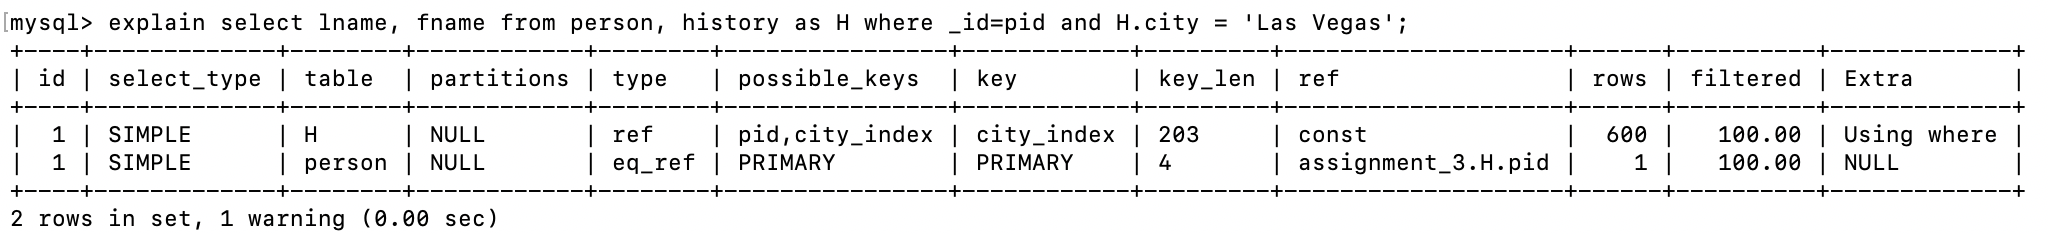 [mysql> explain select lname, fname from person, history as H where _id=pid and H.city = 'Las Vegas';
+----+-------------+--------+------------+--------+----------------+------------+---------+--------------------+------+----------+-------------+
| id | select_type | table  | partitions | type   | possible_keys  | key        | key_len | ref                | rows | filtered | Extra       |
+----+-------------+--------+------------+--------+----------------+------------+---------+--------------------+------+----------+-------------+
|  1 | SIMPLE      | H      | NULL       | ref    | pid,city_index | city_index | 203     | const              |  600 |   100.00 | Using where |
|  1 | SIMPLE      | person | NULL       | eq_ref | PRIMARY        | PRIMARY    | 4       | assignment_3.H.pid |    1 |   100.00 | NULL        |
+----+-------------+--------+------------+--------+----------------+------------+---------+--------------------+------+----------+-------------+
2 rows in set, 1 warning (0.00 sec)